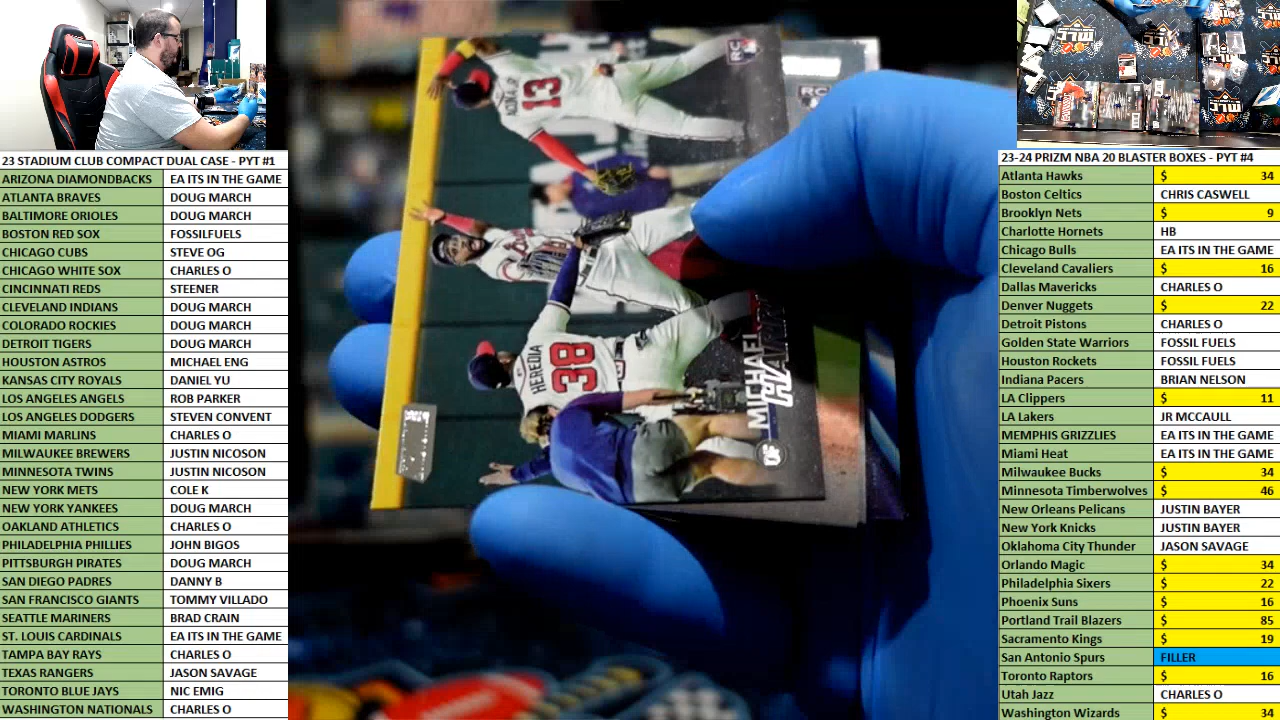 23 STADIUM CLUB COMPACT DUAL CASE - PYT #1
ARIZONA DIAMONDBACKS EA ITS IN THE GAME
ATLANTA BRAVES DOUG MARCH
BALTIMORE ORIOLES DOUG MARCH
BOSTON RED SOX FOSSILFUELS
CHICAGO CUBS STEVE OG
CHICAGO WHITE SOX CHARLES O
CINCINNATI REDS STEENER
CLEVELAND INDIANS DOUG MARCH
COLORADO ROCKIES DOUG MARCH
DETROIT TIGERS DOUG MARCH
HOUSTON ASTROS MICHAEL ENG
KANSAS CITY ROYALS DANIEL YU
LOS ANGELES ANGELS ROB PARKER
LOS ANGELES DODGERS STEVEN CONVENT
MIAMI MARLINS CHARLES O
MILWAUKEE BREWERS JUSTIN NICOSON
MINNESOTA TWINS JUSTIN NICOSON
NEW YORK METS COLE K
NEW YORK YANKEES DOUG MARCH
OAKLAND ATHLETICS CHARLES O
PHILADELPHIA PHILLIES JOHN BIGOS
PITTSBURGH PIRATES DOUG MARCH
SAN DIEGO PADRES DANNY B
SAN FRANCISCO GIANTS TOMMY VILLADO
SEATTLE MARINERS BRAD CRAIN
ST. LOUIS CARDINALS EA ITS IN THE GAME
TAMPA BAY RAYS CHARLES O
TEXAS RANGERS JASON SAVAGE
TORONTO BLUE JAYS NIC EMIG
WASHINGTON NATIONALS CHARLES O
13
RC
RC
HEREDIA
38
MICHAEL
HARRIS
23-24 PRIZM NBA 20 BLASTER BOXES - PYT #4
Atlanta Hawks $ 34
Boston Celtics CHRIS CASWELL
Brooklyn Nets $ 9
Charlotte Hornets HB
Chicago Bulls EA ITS IN THE GAME
Cleveland Cavaliers $ 16
Dallas Mavericks CHARLES O
Denver Nuggets $ 22
Detroit Pistons CHARLES O
Golden State Warriors FOSSIL FUELS
Houston Rockets FOSSIL FUELS
Indiana Pacers BRIAN NELSON
LA Clippers $ 11
LA Lakers JR MCCAULL
MEMPHIS GRIZZLIES EA ITS IN THE GAME
Miami Heat EA ITS IN THE GAME
Milwaukee Bucks $ 34
Minnesota Timberwolves $ 46
New Orleans Pelicans JUSTIN BAYER
New York Knicks JUSTIN BAYER
Oklahoma City Thunder JASON SAVAGE
Orlando Magic $ 34
Philadelphia Sixers $ 22
Phoenix Suns $ 16
Portland Trail Blazers $ 85
Sacramento Kings $ 19
San Antonio Spurs FILLER
Toronto Raptors $ 16
Utah Jazz CHARLES O
Washington Wizards $ 34